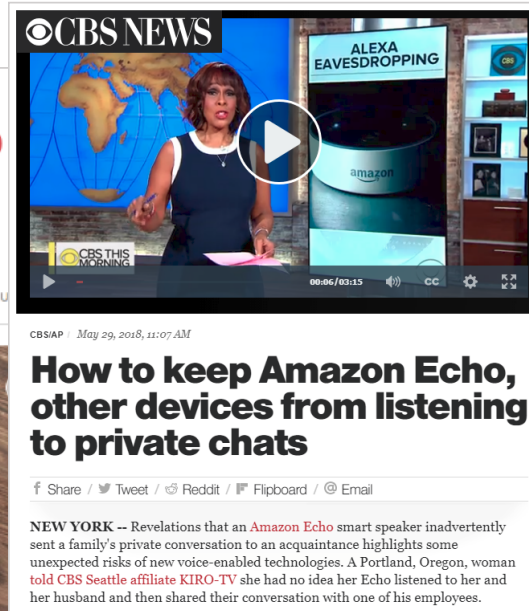 CBS NEWS
ALEXA
EAVESDROPPING
CBS
amazon
CBS THIS
MORNING
00:06/03:15
CC
CBS/AP / May 29, 2018, 11:07 AM
How to keep Amazon Echo,
other devices from listening
to private chats
f Share / Tweet / Reddit / Flipboard / @ Email
NEW YORK -- Revelations that an Amazon Echo smart speaker inadvertently
sent a family's private conversation to an acquaintance highlights some
unexpected risks of new voice-enabled technologies. A Portland, Oregon, woman
told CBS Seattle affiliate KIRO-TV she had no idea her Echo listened to her and
her husband and then shared their conversation with one of his employees.